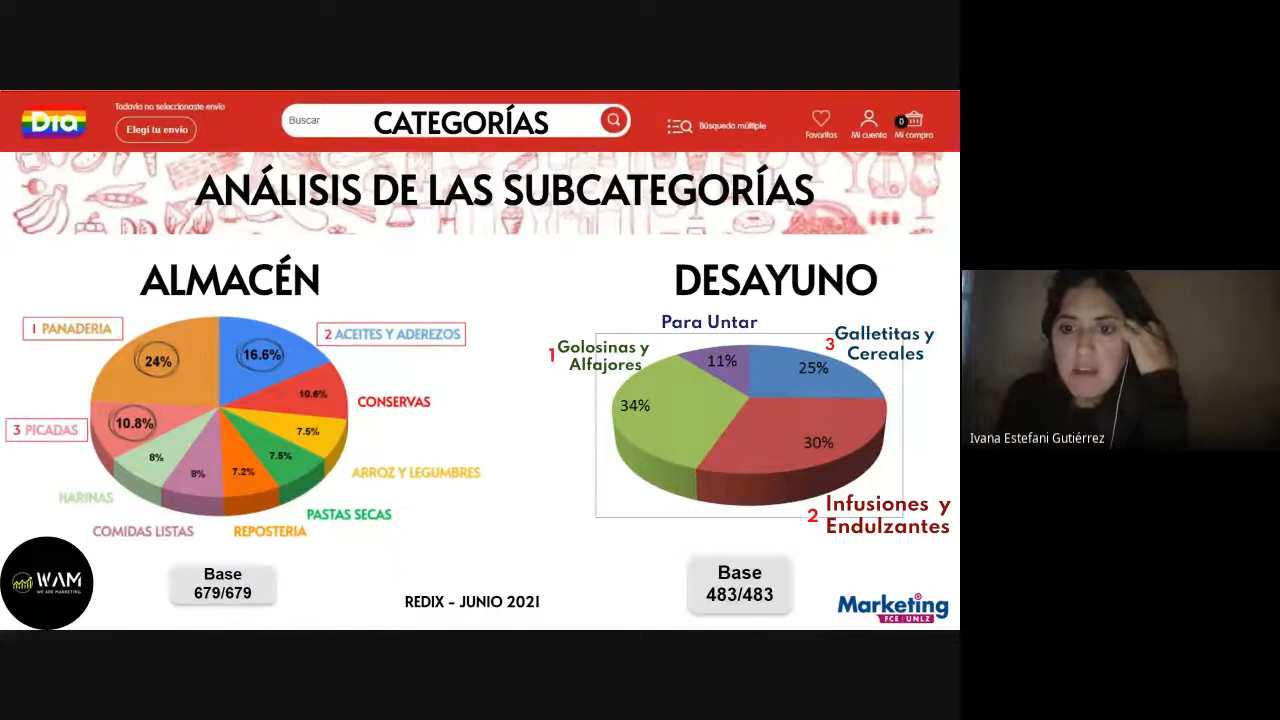 Dia
Todavía no seleccionaste envío
Elegí tu envío
Buscar
CATEGORÍAS
Búsqueda múltiple
Favoritos
Mi cuenta
0
Mi compra
ANÁLISIS DE LAS SUBCATEGORÍAS
ALMACÉN
1 PANADERIA
2 ACEITES Y ADEREZOS
24%
16.6%
10.6%
CONSERVAS
3 PICADAS
10.8%
7.5%
8%
7.5%
8%
7.2%
ARROZ Y LEGUMBRES
HARINAS
PASTAS SECAS
COMIDAS LISTAS
REPOSTERIA
Base
679/679
DESAYUNO
Para Untar
1 Golosinas y
Alfajores
3 Galletitas y
Cereales
11%
25%
34%
30%
2 Infusiones y
Endulzantes
Base
483/483
WAM
WE ARE MARKETING
REDIX - JUNIO 2021
Marketing
FCE UNLZ
Ivana Estefani Gutiérrez